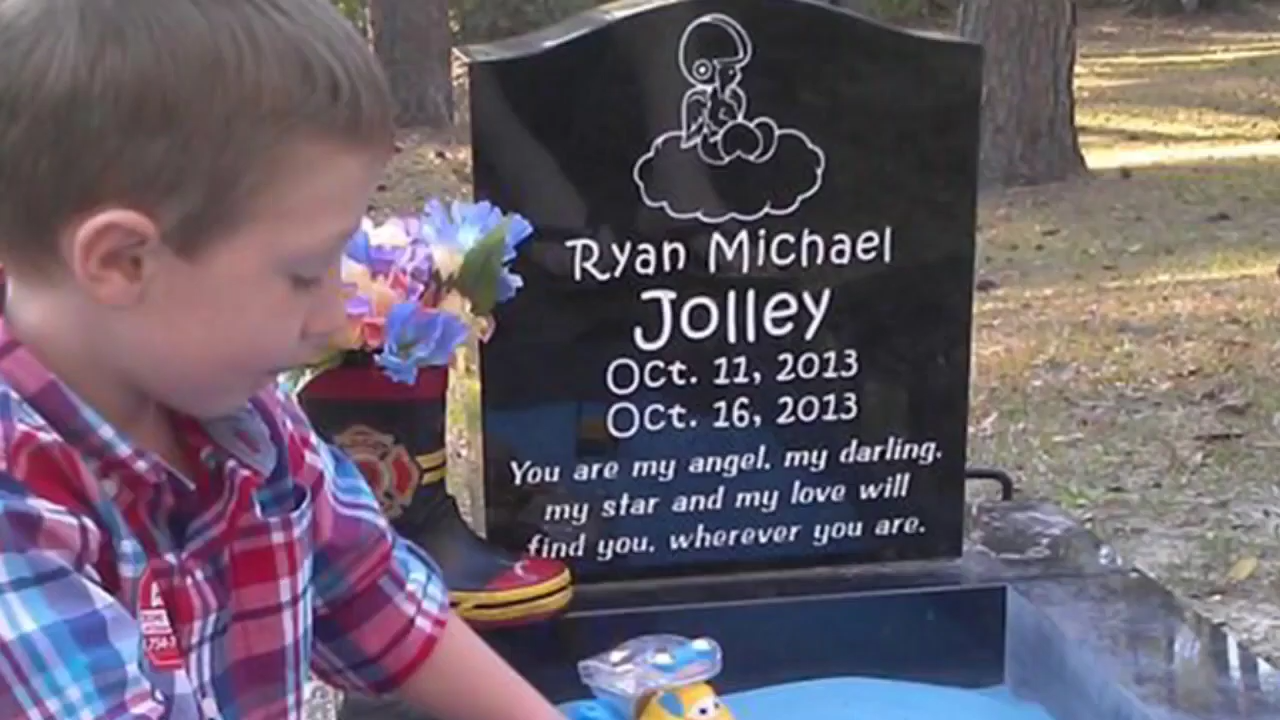 Ryan Michael
Jolley
Oct. 11, 2013
Oct. 16, 2013
You are my angel, my darling,
my star and my love will
find you, wherever you are.